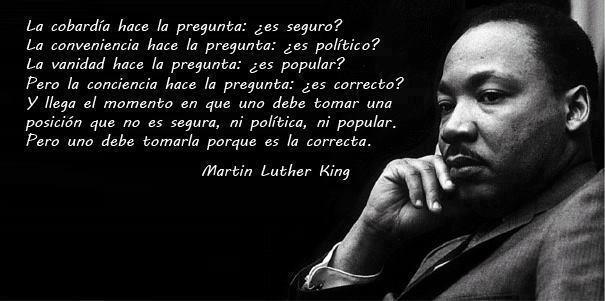 La cobardía hace la pregunta: ¿es seguro?
La conveniencia hace la pregunta: ¿es político?
La vanidad hace la pregunta: ¿es popular?
Pero la conciencia hace la pregunta: ¿es correcto?
Y llega el momento en que uno debe tomar una
posición que no es segura, ni política, ni popular.
Pero uno debe tomarla porque es la correcta.
Martin Luther King